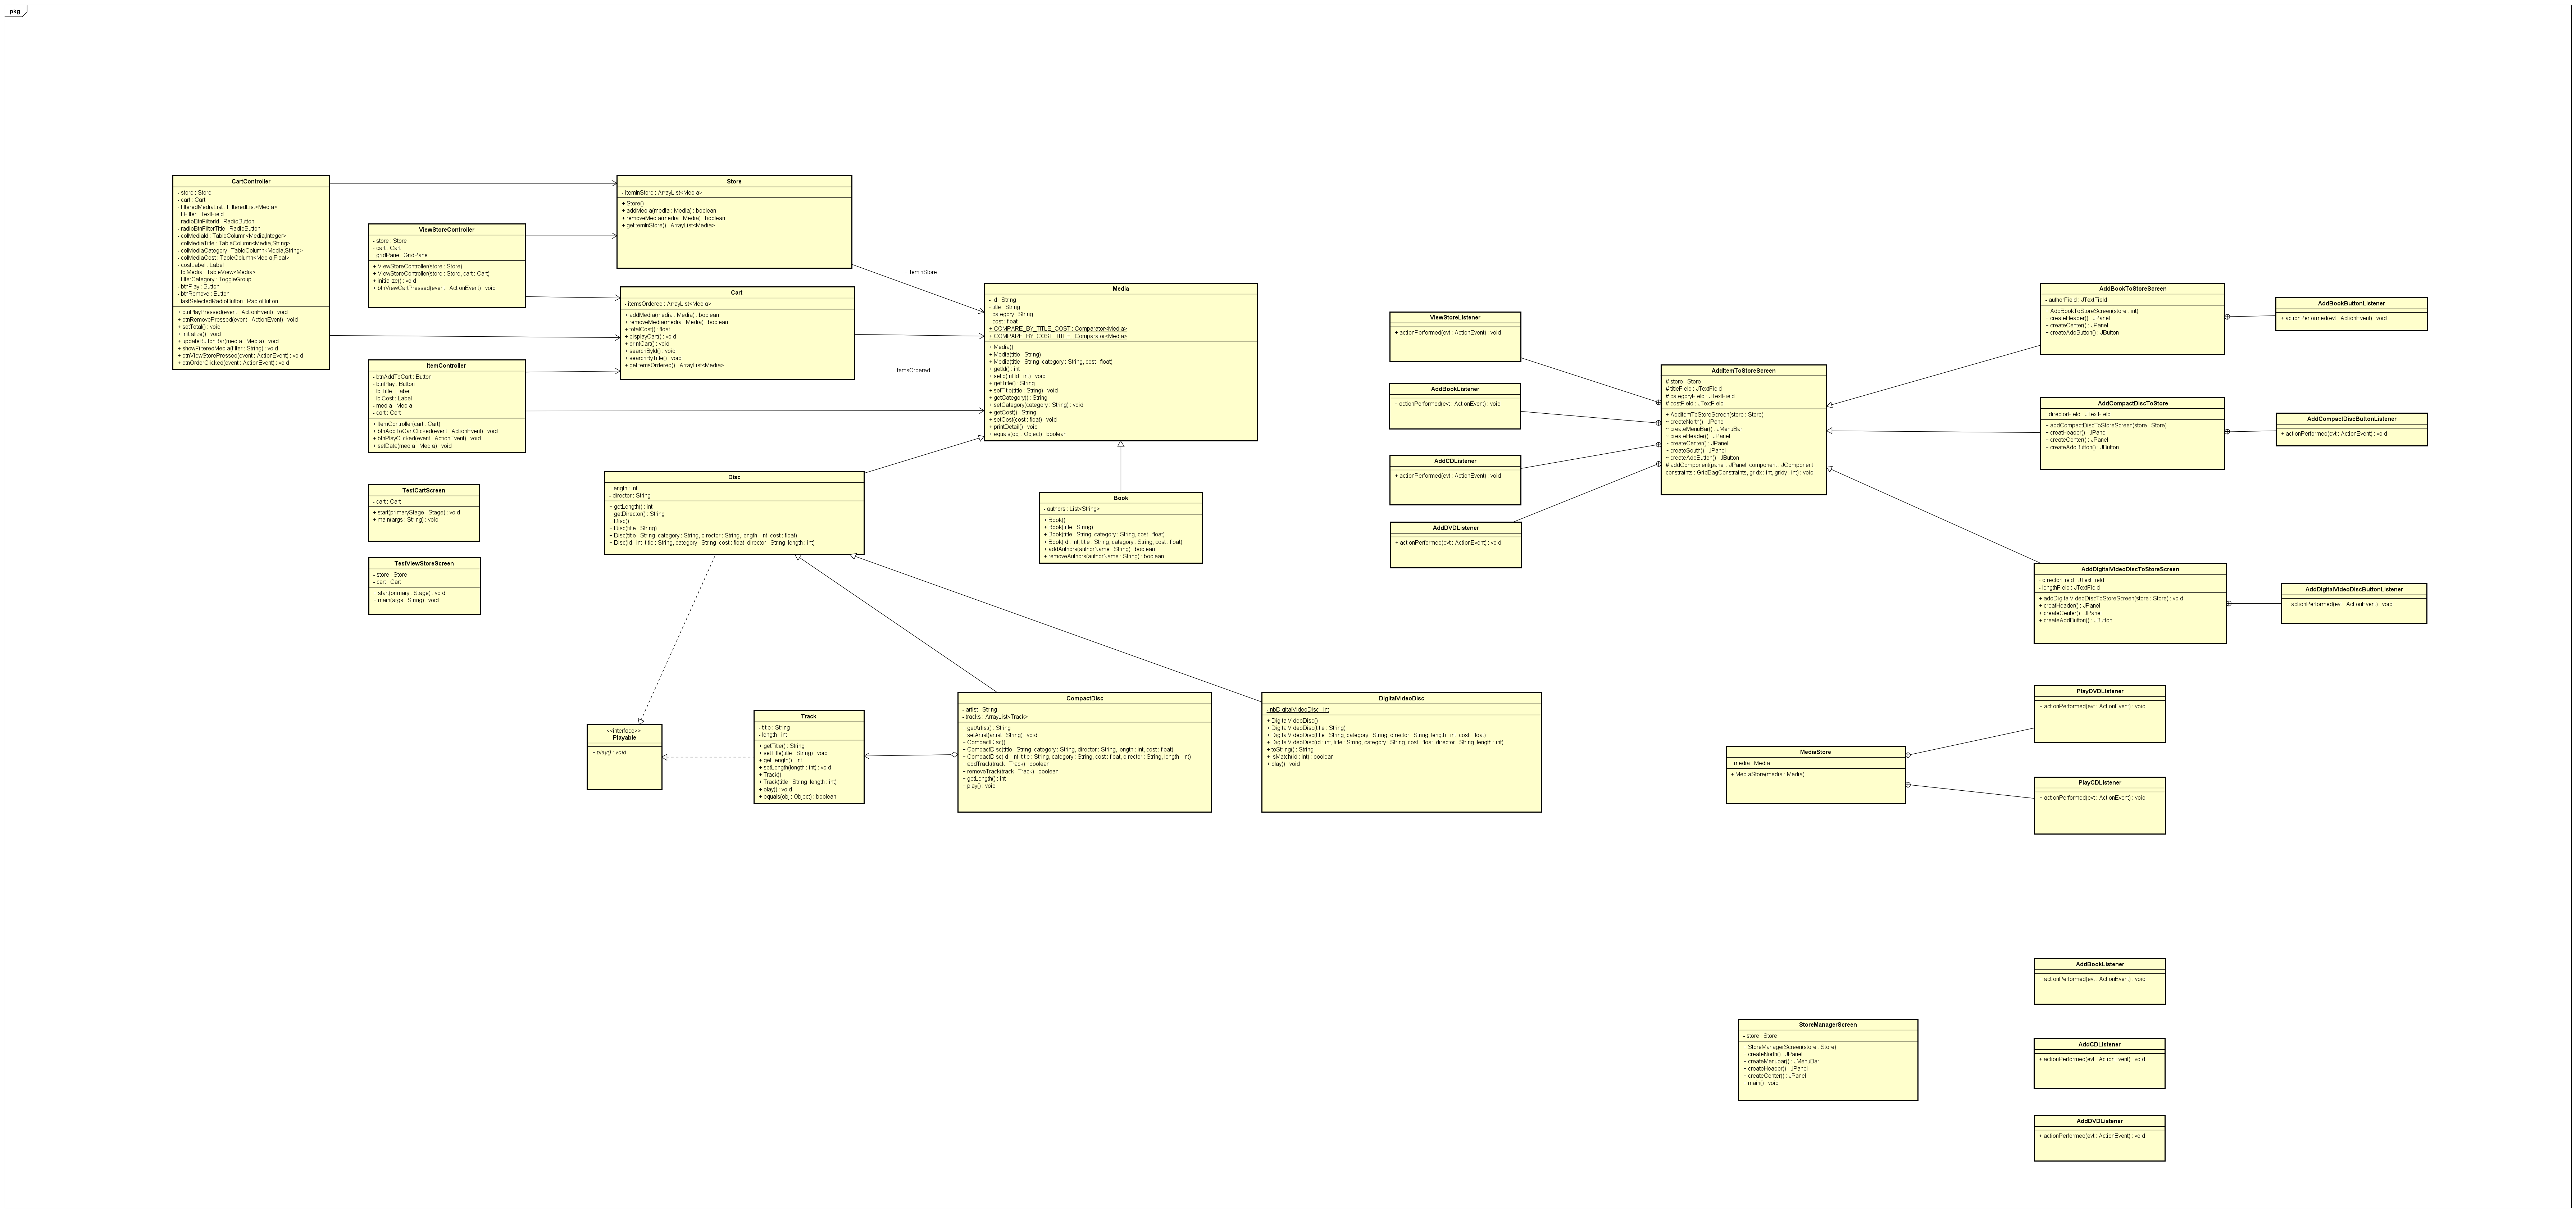 pkg
CartController
- store : Store
- cart : Cart
- filteredMediaList : FilteredList<Media>
- tfFilter : TextField
- radioBtnFilterId : RadioButton
- radioBtnFilterTitle : RadioButton
- colMediaId : TableColumn<Media,Integer>
- colMediaTitle : TableColumn<Media,String>
- colMediaCategory : TableColumn<Media,String>
- colMediaCost : TableColumn<Media,Float>
- costLabel : Label
- tblMedia : TableView<Media>
- filterCategory : ToggleGroup
- btnPlay : Button
- btnRemove : Button
- lastSelectedRadioButton : RadioButton
+ btnPlayPressed(event : ActionEvent) : void
+ btnRemovePressed(event : ActionEvent) : void
+ setTotal() : void
+ initialize() : void
+ updateButtonBar(media : Media) : void
+ showFilteredMedia(filter : String) : void
+ btnViewStorePressed(event : ActionEvent) : void
+ btnOrderClicked(event : ActionEvent) : void
ViewStoreController
- store : Store
- cart : Cart
- gridPane : GridPane
+ ViewStoreController(store : Store)
+ ViewStoreController(store : Store, cart : Cart)
+ initialize() : void
+ btnViewCartPressed(event : ActionEvent) : void
ItemController
- btnAddToCart : Button
- btnPlay : Button
- lblTitle : Label
- lblCost : Label
- media : Media
- cart : Cart
+ ItemController(cart : Cart)
+ btnAddToCartClicked(event : ActionEvent) : void
+ btnPlayClicked(event : ActionEvent) : void
+ setData(media : Media) : void
TestCartScreen
- cart : Cart
+ start(primaryStage : Stage) : void
+ main(args : String) : void
TestViewStoreScreen
- store : Store
- cart : Cart
+ start(primary : Stage) : void
+ main(args : String) : void
Store
- itemInStore : ArrayList<Media>
+ Store()
+ addMedia(media : Media) : boolean
+ removeMedia(media : Media) : boolean
+ getItemInStore() : ArrayList<Media>
- itemInStore
Cart
- itemsOrdered : ArrayList<Media>
+ addMedia(media : Media) : boolean
+ removeMedia(media : Media) : boolean
+ totalCost() : float
+ displayCart() : void
+ printCart() : void
+ searchById() : void
+ searchByTitle() : void
+ getItemsOrdered() : ArrayList<Media>
-itemsOrdered
Media
- id : String
- title : String
- category : String
- cost : float
+ COMPARE_BY_TITLE_COST : Comparator<Media>
+ COMPARE_BY_COST_TITLE : Comparator<Media>
+ Media()
+ Media(title : String)
+ Media(title : String, category : String, cost : float)
+ getId() : int
+ setId(int Id : int) : void
+ getTitle() : String
+ setTitle(title : String) : void
+ getCategory() : String
+ setCategory(category : String) : void
+ getCost() : String
+ setCost(cost : float) : void
+ printDetail() : void
+ equals(obj : Object) : boolean
Disc
- length : int
- director : String
+ getLength() : int
+ getDirector() : String
+ Disc()
+ Disc(title : String)
+ Disc(title : String, category : String, director : String, length : int, cost : float)
+ Disc(id : int, title : String, category : String, cost : float, director : String, length : int)
Book
- authors : List<String>
+ Book()
+ Book(title : String)
+ Book(title : String, category : String, cost : float)
+ Book(id : int, title : String, category : String, cost : float)
+ addAuthors(authorName : String) : boolean
+ removeAuthors(authorName : String) : boolean
<<interface>>
Playable
+ play() : void
Track
- title : String
- length : int
+ getTitle() : String
+ setTitle(title : String) : void
+ getLength() : int
+ setLength(length : int) : void
+ Track()
+ Track(title : String, length : int)
+ play() : void
+ equals(obj : Object) : boolean
CompactDisc
- artist : String
- tracks : ArrayList<Track>
+ getArtist() : String
+ setArtist(artist : String) : void
+ CompactDisc()
+ CompactDisc(title : String, category : String, director : String, length : int, cost : float)
+ CompactDisc(id : int, title : String, category : String, cost : float, director : String, length : int)
+ addTrack(track : Track) : boolean
+ removeTrack(track : Track) : boolean
+ getLength() : int
+ play() : void
DigitalVideoDisc
- nbDigitalVideoDisc : int
+ DigitalVideoDisc()
+ DigitalVideoDisc(title : String)
+ DigitalVideoDisc(title : String, category : String, director : String, length : int, cost : float)
+ DigitalVideoDisc(id : int, title : String, category : String, cost : float, director : String, length : int)
+ toString() : String
+ isMatch(id : int) : boolean
+ play() : void
ViewStoreListener
+ actionPerformed(evt : ActionEvent) : void
AddBookListener
+ actionPerformed(evt : ActionEvent) : void
AddCDListener
+ actionPerformed(evt : ActionEvent) : void
AddDVDListener
+ actionPerformed(evt : ActionEvent) : void
AddItemToStoreScreen
# store : Store
# titleField : JTextField
# categoryField : JTextField
# costField : JTextField
+ AddItemToStoreScreen(store : Store)
~ createNorth() : JPanel
~ createMenuBar() : JMenuBar
~ createHeader() : JPanel
~ createCenter() : JPanel
~ createSouth() : JPanel
~ createAddButton() : JButton
# addComponent(panel : JPanel, component : JComponent,
constraints : GridBagConstraints, gridx : int, gridy : int) : void
AddBookToStoreScreen
- authorField : JTextField
+ AddBookToStoreScreen(store : int)
+ createHeader() : JPanel
+ createCenter() : JPanel
+ createAddButton() : JButton
AddBookButtonListener
+ actionPerformed(evt : ActionEvent) : void
AddCompactDiscToStore
- directorField : JTextField
+ addCompactDiscToStoreScreen(store : Store)
+ creatHeader() : JPanel
+ createCenter() : JPanel
+ createAddButton() : JButton
AddCompactDiscButtonListener
+ actionPerformed(evt : ActionEvent) : void
AddDigitalVideoDiscToStoreScreen
- directorField : JTextField
- lengthField : JTextField
+ addDigitalVideoDiscToStoreScreen(store : Store) : void
+ creatHeader() : JPanel
+ createCenter() : JPanel
+ createAddButton() : JButton
AddDigitalVideoDiscButtonListener
+ actionPerformed(evt : ActionEvent) : void
PlayDVDListener
+ actionPerformed(evt : ActionEvent) : void
MediaStore
- media : Media
+ MediaStore(media : Media)
PlayCDListener
+ actionPerformed(evt : ActionEvent) : void
AddBookListener
+ actionPerformed(evt : ActionEvent) : void
StoreManagerScreen
- store : Store
+ StoreManagerScreen(store : Store)
+ createNorth() : JPanel
+ createMenubar() : JMenuBar
+ createHeader() : JPanel
+ createCenter() : JPanel
+ main() : void
AddCDListener
+ actionPerformed(evt : ActionEvent) : void
AddDVDListener
+ actionPerformed(evt : ActionEvent) : void